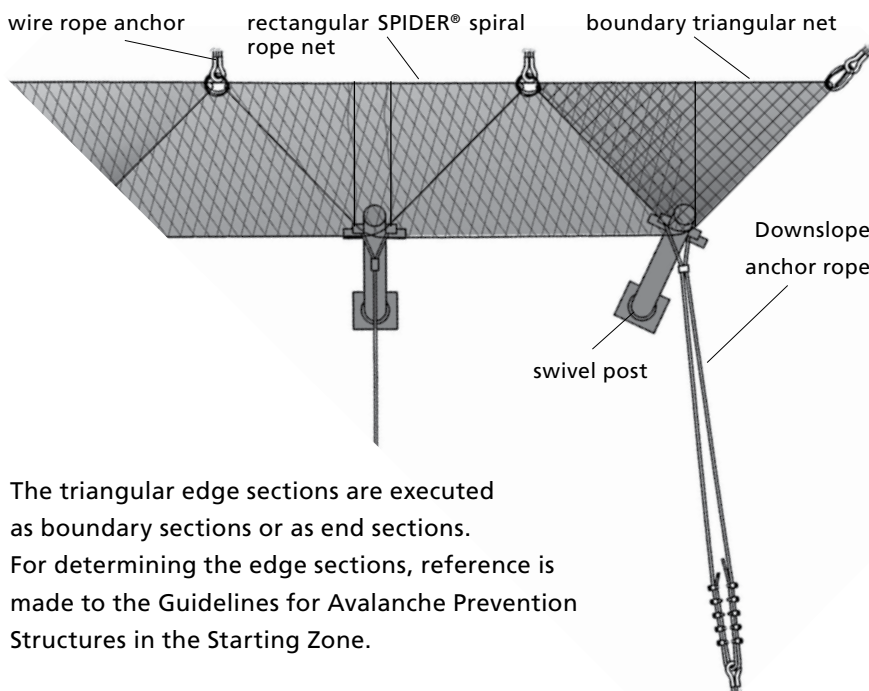 wire rope anchor
rectangular SPIDER® spiral
rope net
boundary triangular net
Downslope
anchor rope
swivel post
The triangular edge sections are executed
as boundary sections or as end sections.
For determining the edge sections, reference is
made to the Guidelines for Avalanche Prevention
Structures in the Starting Zone.